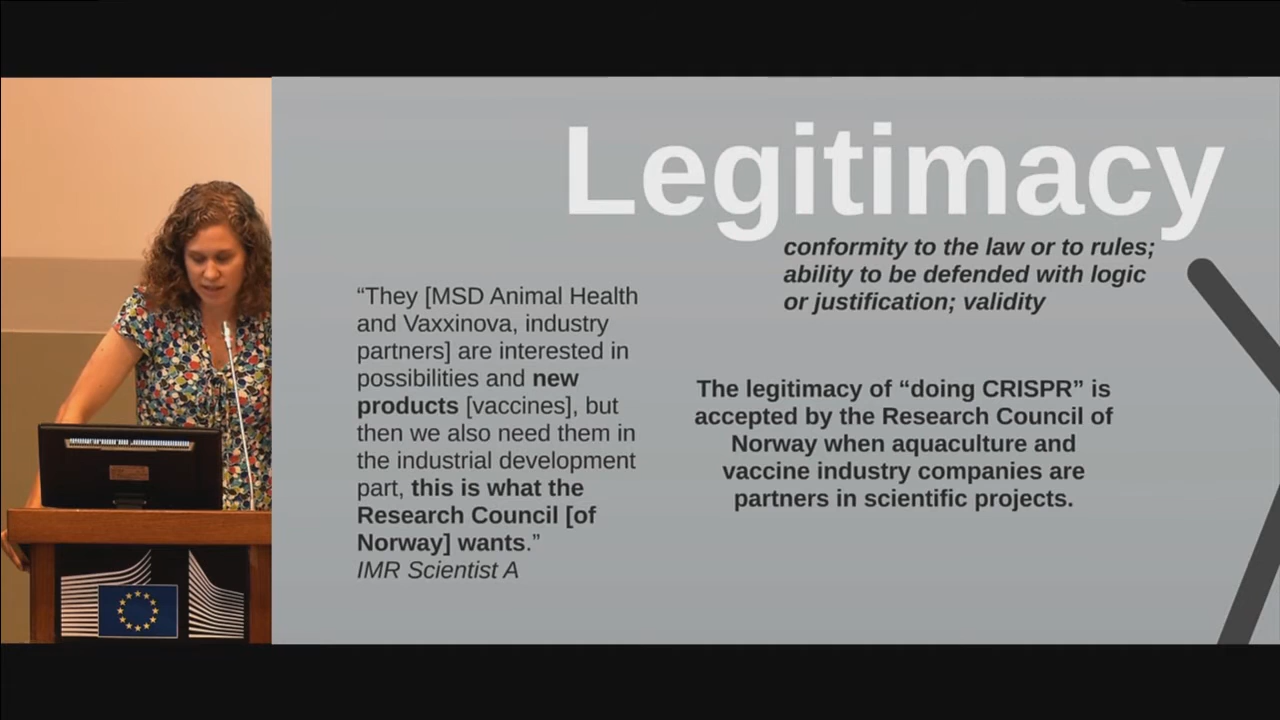 Legitimacy
conformity to the law or to rules;
ability to be defended with logic
or justification; validity
“They [MSD Animal Health
and Vaxxinova, industry
partners] are interested in
possibilities and new
products [vaccines], but
then we also need them in
the industrial development
part, this is what the
Research Council [of
Norway] wants.”
IMR Scientist A
The legitimacy of “doing CRISPR” is
accepted by the Research Council of
Norway when aquaculture and
vaccine industry companies are
partners in scientific projects.